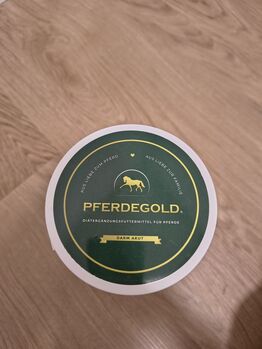 AUS LIEBE ZUM PFERD
AUS LIEBE ZUR FAMILIE
PFERDEGOLD
DIÄTERGÄNZUNGSFUTTERMITTEL FÜR PFERDE
DARM AKUT